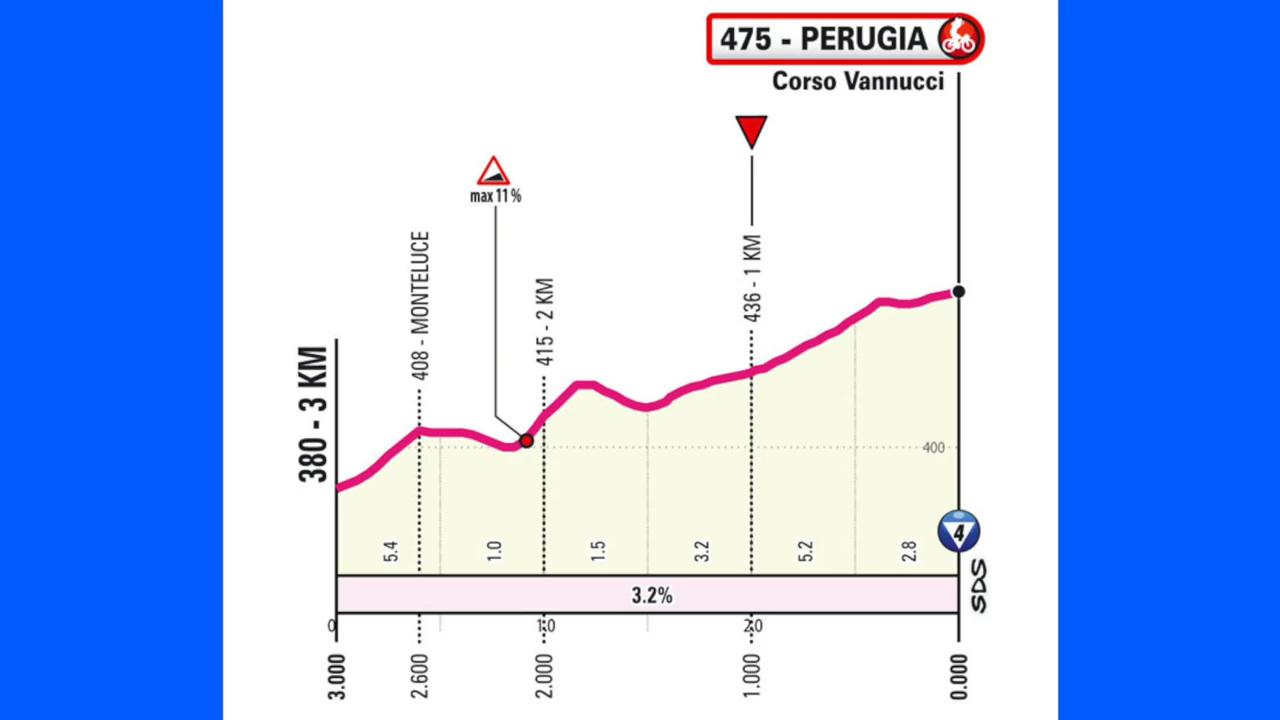 475 - PERUGIA
Corso Vannucci
max 11 %
408 - MONTELUCE
415 - 2 KM
436 - 1 KM
380 - 3 KM
400
4
5.4
1.0
1.5
3.2
5.2
2.8
SDS
3.2%
0
1.0
2.0
3.000
2.600
2.000
1.000
0.000